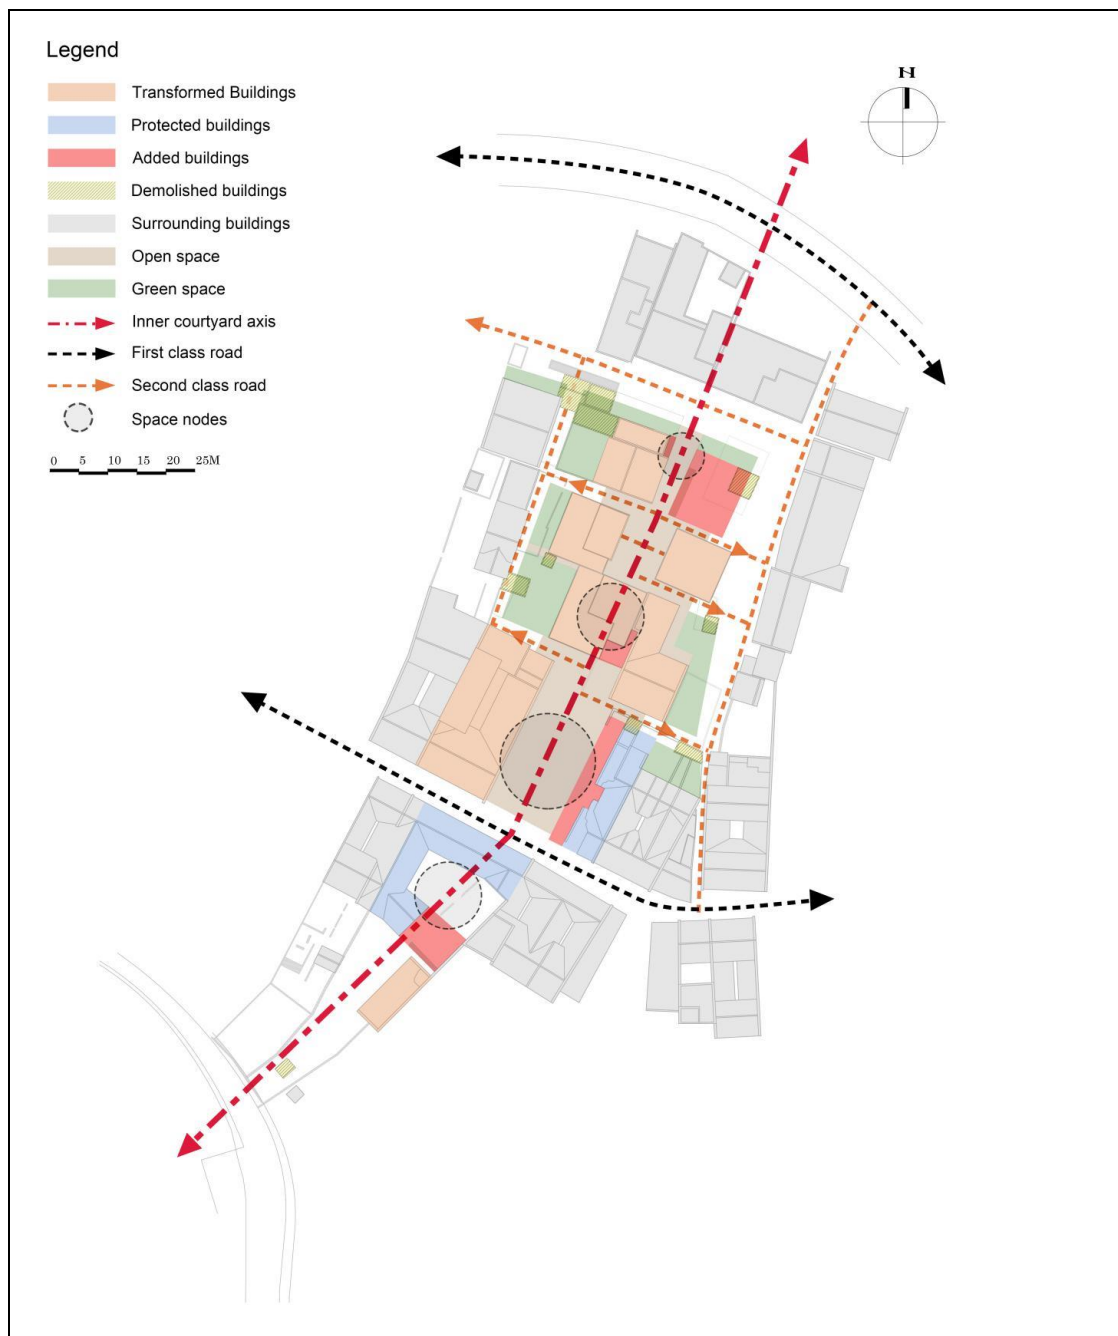 Legend
N
Transformed Buildings
Protected buildings
Added buildings
Demolished buildings
Surrounding buildings
Open space
Green space
Inner courtyard axis
First class road
Second class road
Space nodes
0 5 10 15 20 25M